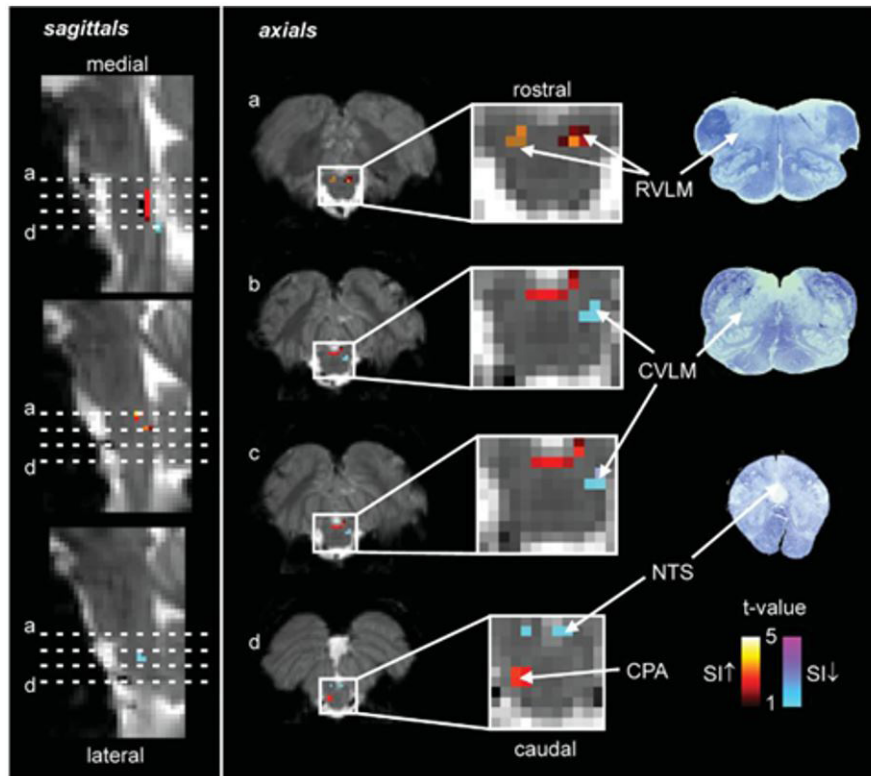 sagittals
medial
a
d
a
d
a
d
lateral
axials
a
rostral
RVLM
b
CVLM
c
NTS
d
CPA
caudal
t-value
5
SI↑
SI↓
1